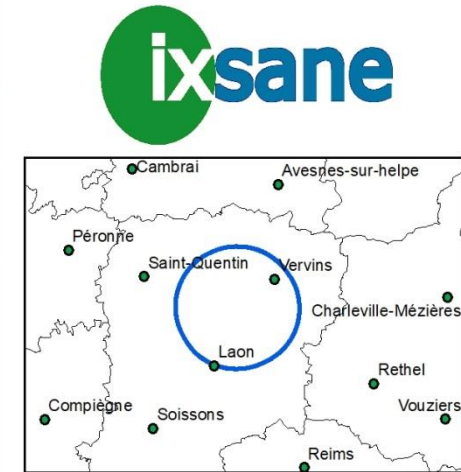 ixsane
Cambrai
Avesnes-sur-helpe
Péronne
Saint-Quentin
Vervins
Charleville-Mézières
Laon
Rethel
Compiègne
Soissons
Vouziers
Reims